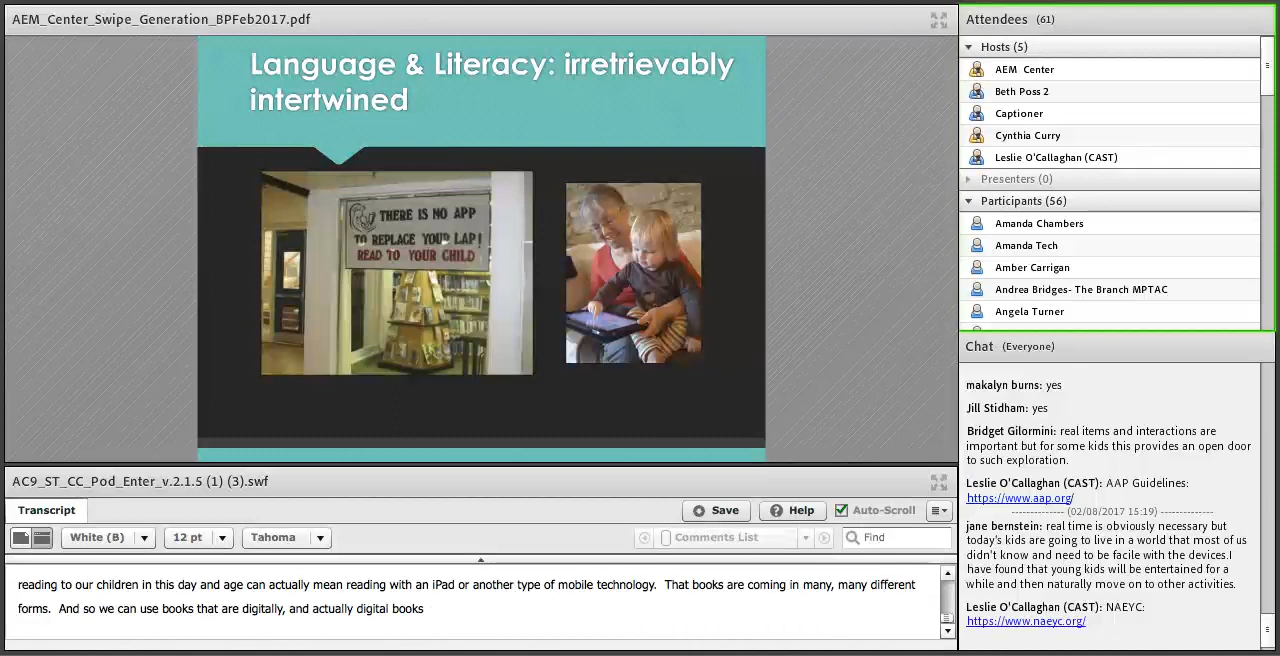 AEM_Center_Swipe_Generation_BPFeb2017.pdf
Language & Literacy: irretrievably
intertwined
THERE IS NO APP
TO REPLACE YOUR LAP!
READ TO YOUR CHILD
AC9_ST_CC_Pod_Enter_v.2.1.5 (1) (3).swf
Transcript
Save
Help
Auto-Scroll
White (B)
12 pt
Tahoma
Comments List
Find
reading to our children in this day and age can actually mean reading with an iPad or another type of mobile technology.  That books are coming in many, many different
forms.  And so we can use books that are digitally, and actually digital books
Attendees (61)
Hosts (5)
AEM Center
Beth Poss 2
Captioner
Cynthia Curry
Leslie O'Callaghan (CAST)
Presenters (0)
Participants (56)
Amanda Chambers
Amanda Tech
Amber Carrigan
Andrea Bridges- The Branch MPTAC
Angela Turner
Chat (Everyone)
makalyn burns: yes
Jill Stidham: yes
Bridget Gilormini: real items and interactions are
important but for some kids this provides an open door
to such exploration.
Leslie O'Callaghan (CAST): AAP Guidelines:
https://www.aap.org/
-------------- (02/08/2017 15:19) --------------
jane bernstein: real time is obviously necessary but
today's kids are going to live in a world that most of us
didn't know and need to be facile with the devices.I
have found that young kids will be entertained for a
while and then naturally move on to other activities.
Leslie O'Callaghan (CAST): NAEYC:
https://www.naeyc.org/